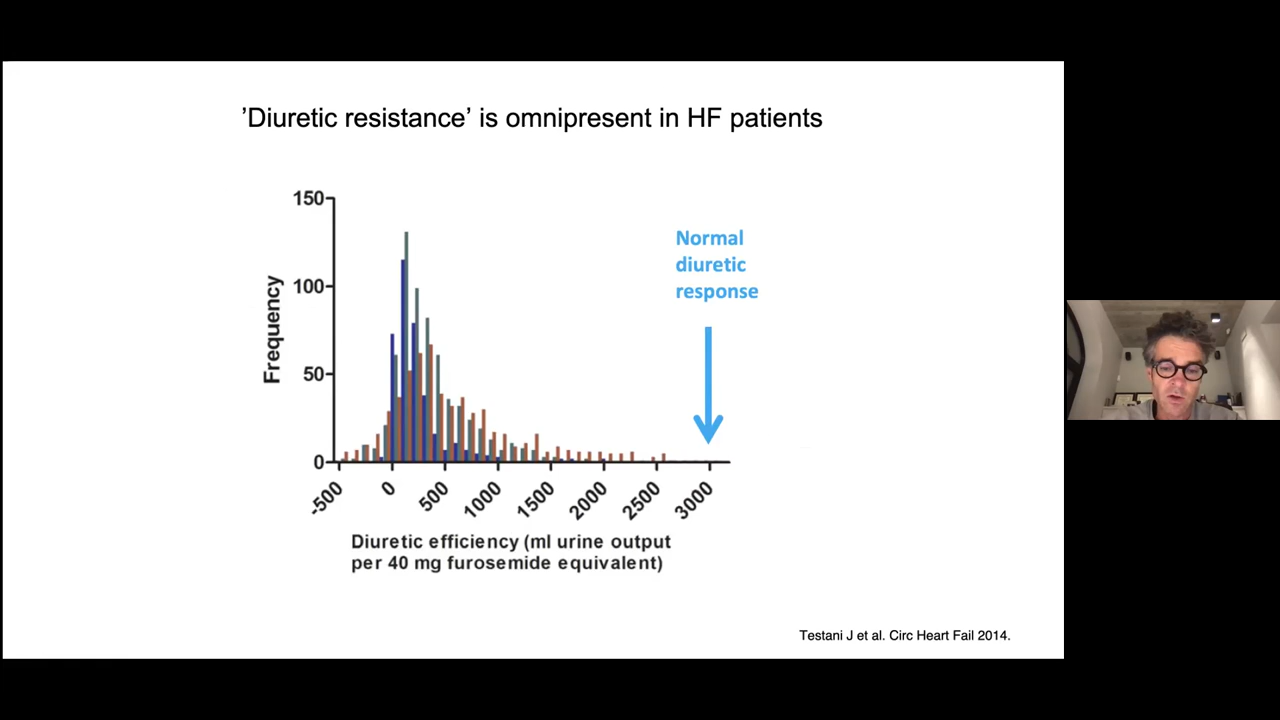 ’Diuretic resistance’ is omnipresent in HF patients
150
100
50
0
Frequency
Normal
diuretic
response
-500
0
500
1000
1500
2000
2500
3000
Diuretic efficiency (ml urine output
per 40 mg furosemide equivalent)
Testani J et al. Circ Heart Fail 2014.